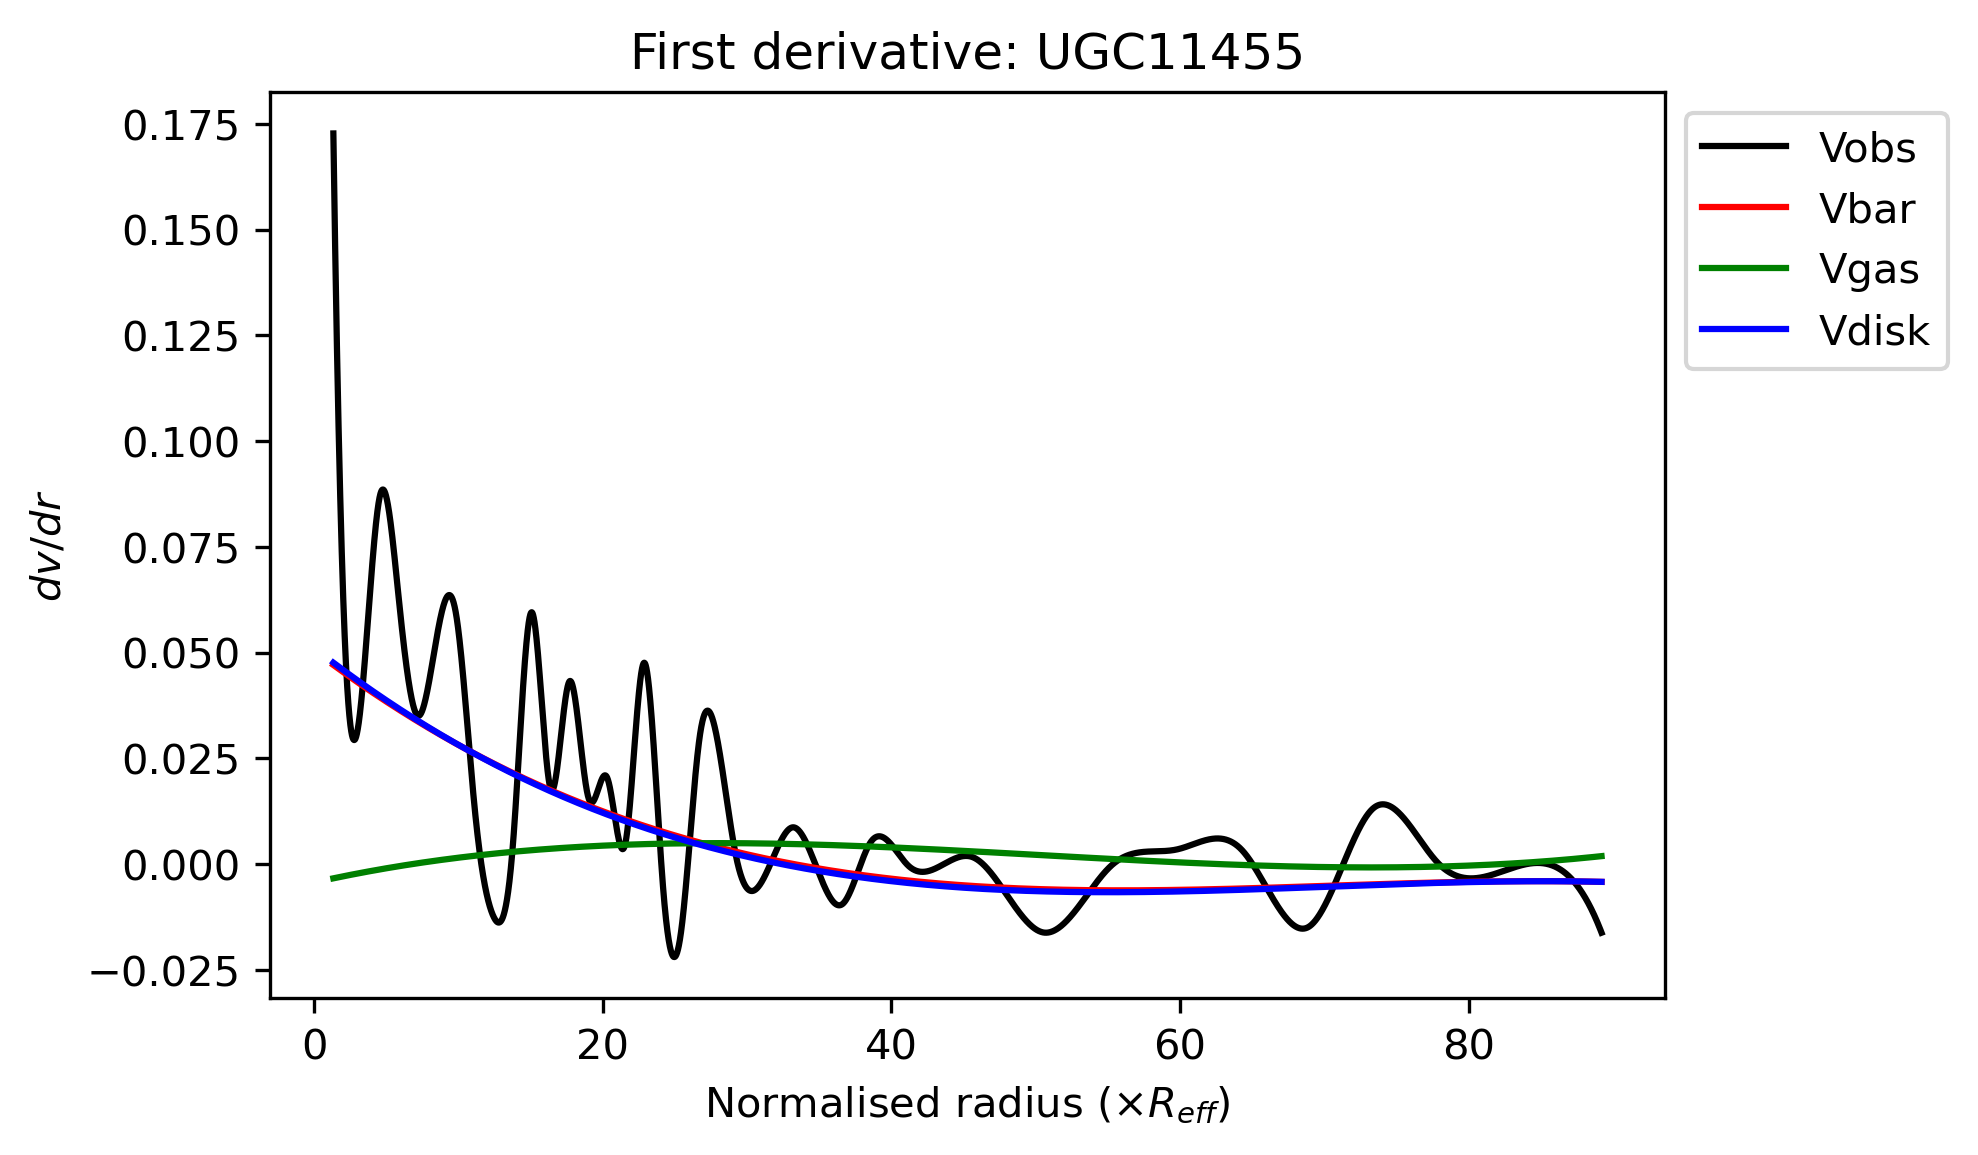 First derivative: UGC11455
0.175
0.150
0.125
0.100
0.075
0.050
0.025
0.000
−0.025
dv/dr
0 20 40 60 80
Normalised radius (×R_eff)
Vobs
Vbar
Vgas
Vdisk